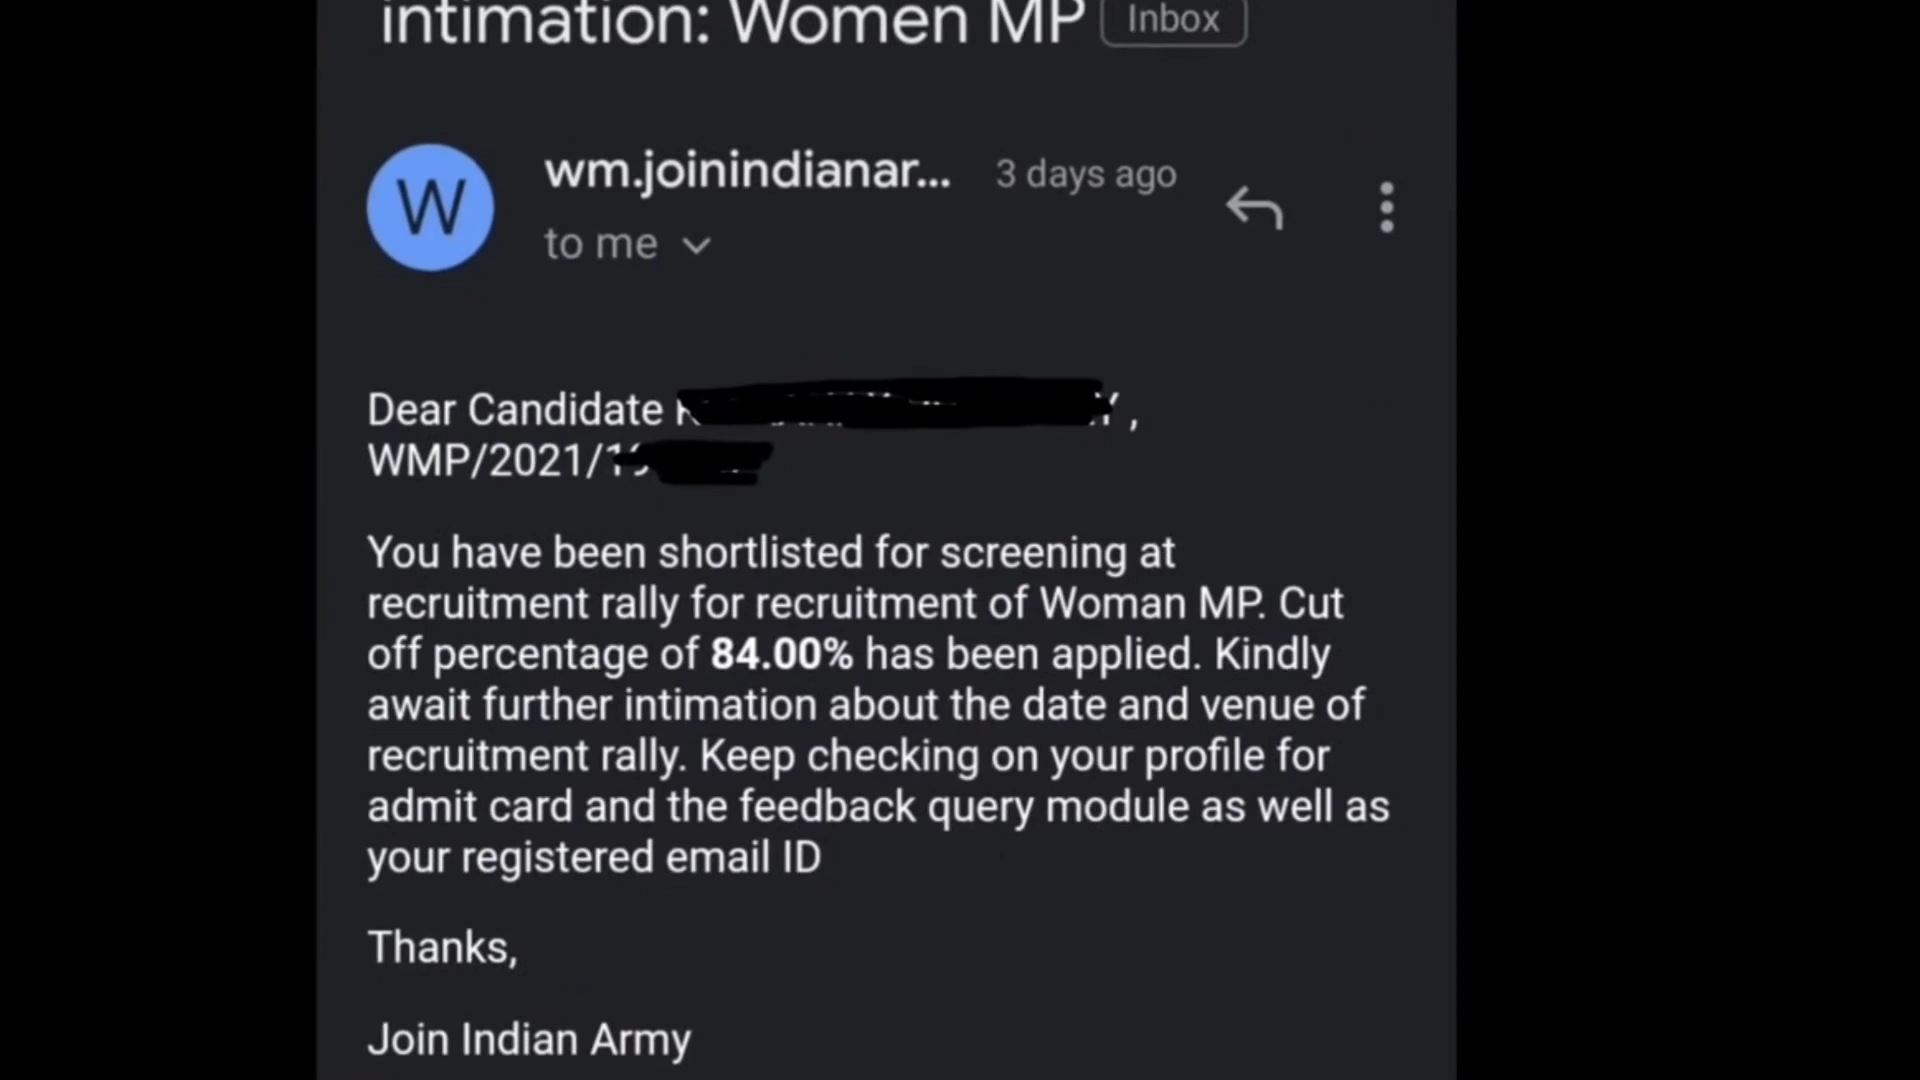 intimation: Women MP Inbox
W
wm.joinindianar... 3 days ago
to me
Dear Candidate
WMP/2021/
You have been shortlisted for screening at
recruitment rally for recruitment of Woman MP. Cut
off percentage of 84.00% has been applied. Kindly
await further intimation about the date and venue of
recruitment rally. Keep checking on your profile for
admit card and the feedback query module as well as
your registered email ID
Thanks,
Join Indian Army